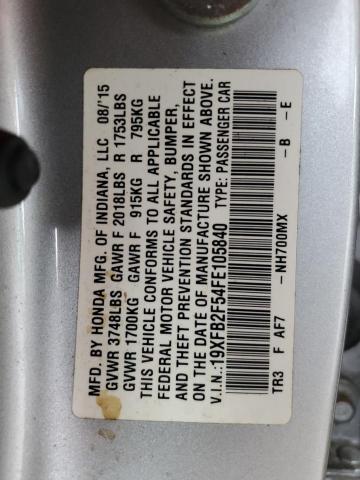 MFD. BY HONDA MFG. OF INDIANA, LLC 08/'15
GVWR 3748LBS GAWR F 2018LBS R 1753LBS
GVWR 1700KG GAWR F 915KG R 795KG
THIS VEHICLE CONFORMS TO ALL APPLICABLE
FEDERAL MOTOR VEHICLE SAFETY, BUMPER,
AND THEFT PREVENTION STANDARDS IN EFFECT
ON THE DATE OF MANUFACTURE SHOWN ABOVE.
V.I.N.:19XFB2F54FE105840 TYPE: PASSENGER CAR
TR3 F AF7 -NH700MX -B -E